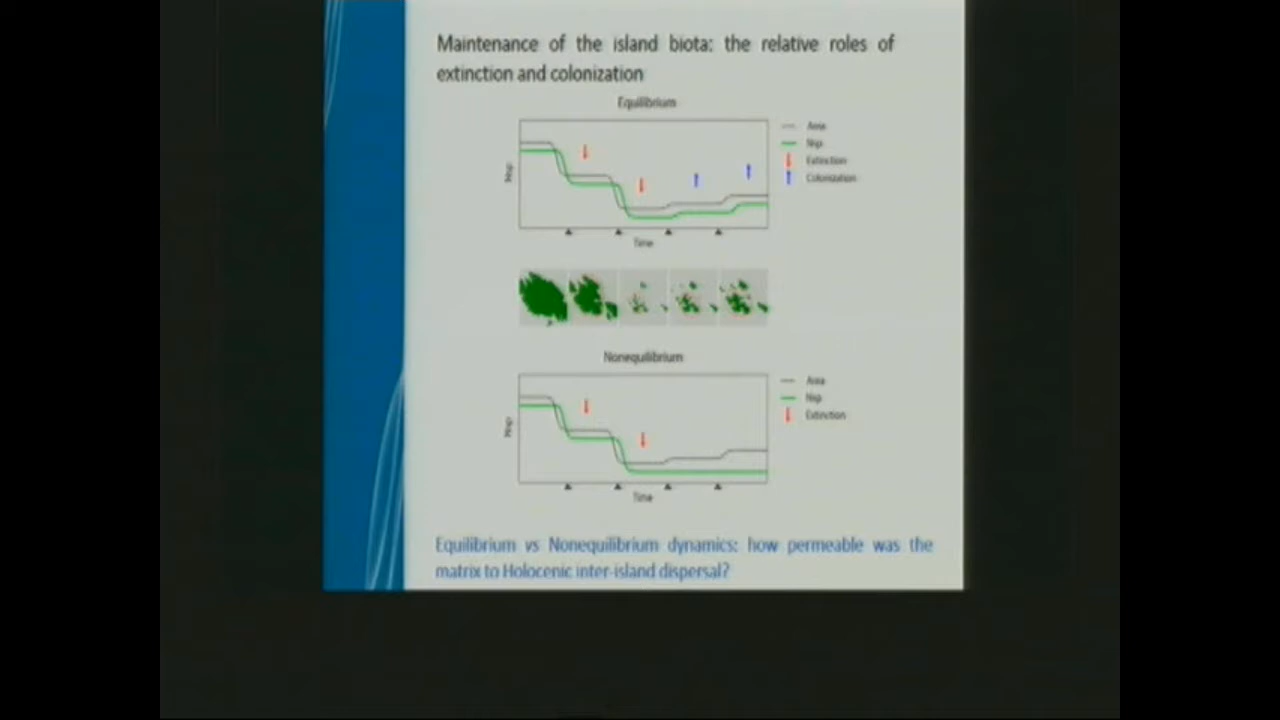 Maintenance of the island biota: the relative roles of
extinction and colonization
Equilibrium
Nsp
Area
Nsp
Extinction
Colonization
Time
Nonequilibrium
Nsp
Area
Nsp
Extinction
Time
Equilibrium vs Nonequilibrium dynamics: how permeable was the
matrix to Holocenic inter-island dispersal?